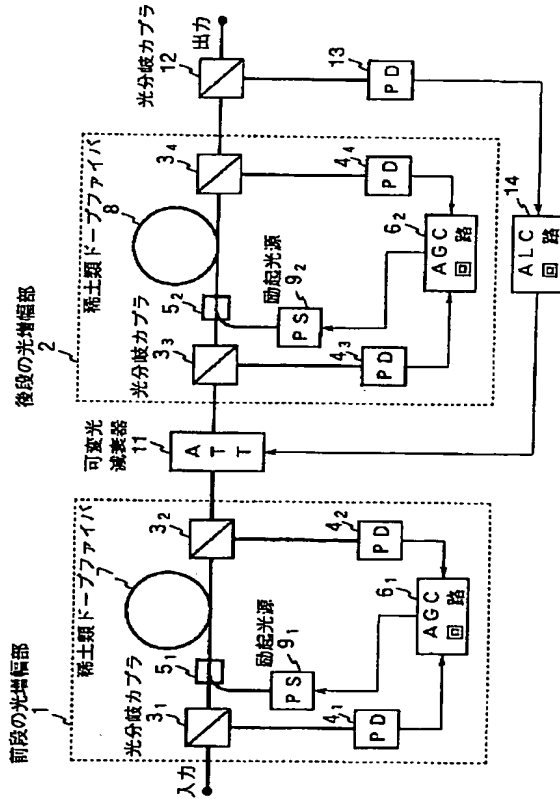 前段の光増幅部
1
稀土類ドープファイバ
7
光分岐カプラ
3₁
5₁
3₂
入力
励起光源
9₁
PS
4₁
PD
4₂
PD
6₁
AGC
回路
可変光
減衰器
11
ATT
後段の光増幅部
2
稀土類ドープファイバ
8
光分岐カプラ
3₃
5₂
3₄
励起光源
9₂
PS
4₃
PD
4₄
PD
6₂
AGC
回路
光分岐カプラ
12
出力
13
PD
14
ALC
回路